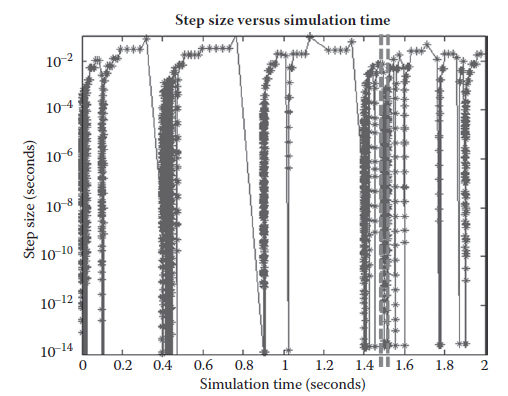 Step size versus simulation time
Step size (seconds)
10⁻²
10⁻⁴
10⁻⁶
10⁻⁸
10⁻¹⁰
10⁻¹²
10⁻¹⁴
0 0.2 0.4 0.6 0.8 1 1.2 1.4 1.6 1.8 2
Simulation time (seconds)